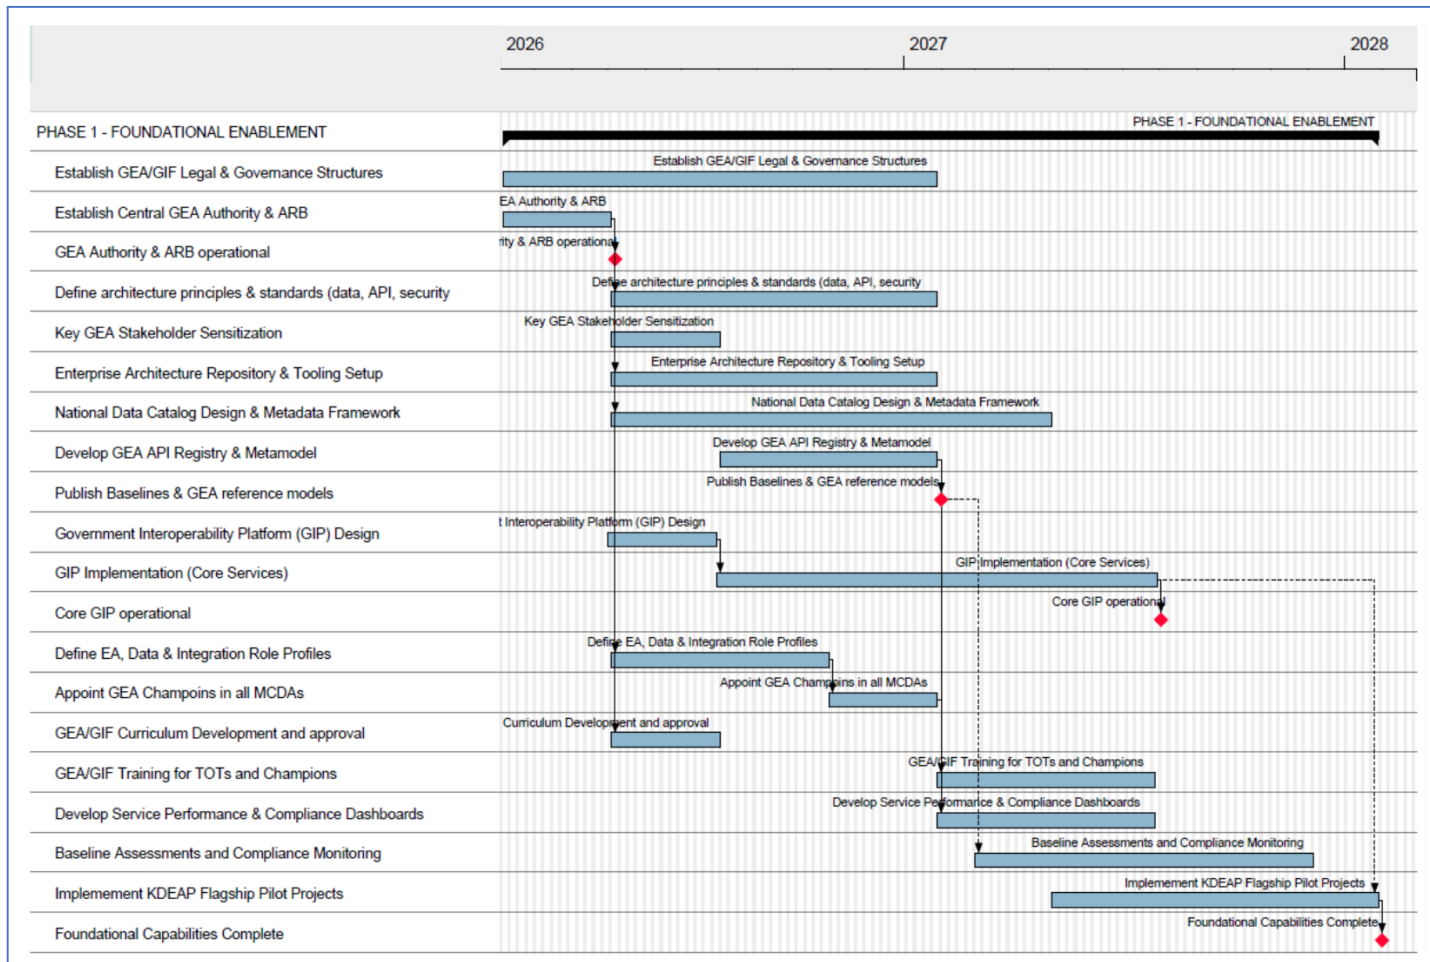 2026 2027 2028
PHASE 1 - FOUNDATIONAL ENABLEMENT
PHASE 1 - FOUNDATIONAL ENABLEMENT
Establish GEA/GIF Legal & Governance Structures
Establish GEA/GIF Legal & Governance Structures
Establish Central GEA Authority & ARB
EA Authority & ARB
GEA Authority & ARB operational
rity & ARB operational
Define architecture principles & standards (data, API, security
Define architecture principles & standards (data, API, security
Key GEA Stakeholder Sensitization
Key GEA Stakeholder Sensitization
Enterprise Architecture Repository & Tooling Setup
Enterprise Architecture Repository & Tooling Setup
National Data Catalog Design & Metadata Framework
National Data Catalog Design & Metadata Framework
Develop GEA API Registry & Metamodel
Develop GEA API Registry & Metamodel
Publish Baselines & GEA reference models
Publish Baselines & GEA reference models
Government Interoperability Platform (GIP) Design
t Interoperability Platform (GIP) Design
GIP Implementation (Core Services)
GIP Implementation (Core Services)
Core GIP operational
Core GIP operational
Define EA, Data & Integration Role Profiles
Define EA, Data & Integration Role Profiles
Appoint GEA Champoins in all MCDAs
Appoint GEA Champoins in all MCDAs
GEA/GIF Curriculum Development and approval
Curriculum Development and approval
GEA/GIF Training for TOTs and Champions
GEA/GIF Training for TOTs and Champions
Develop Service Performance & Compliance Dashboards
Develop Service Performance & Compliance Dashboards
Baseline Assessments and Compliance Monitoring
Baseline Assessments and Compliance Monitoring
Implemement KDEAP Flagship Pilot Projects
Implemement KDEAP Flagship Pilot Projects
Foundational Capabilities Complete
Foundational Capabilities Complete